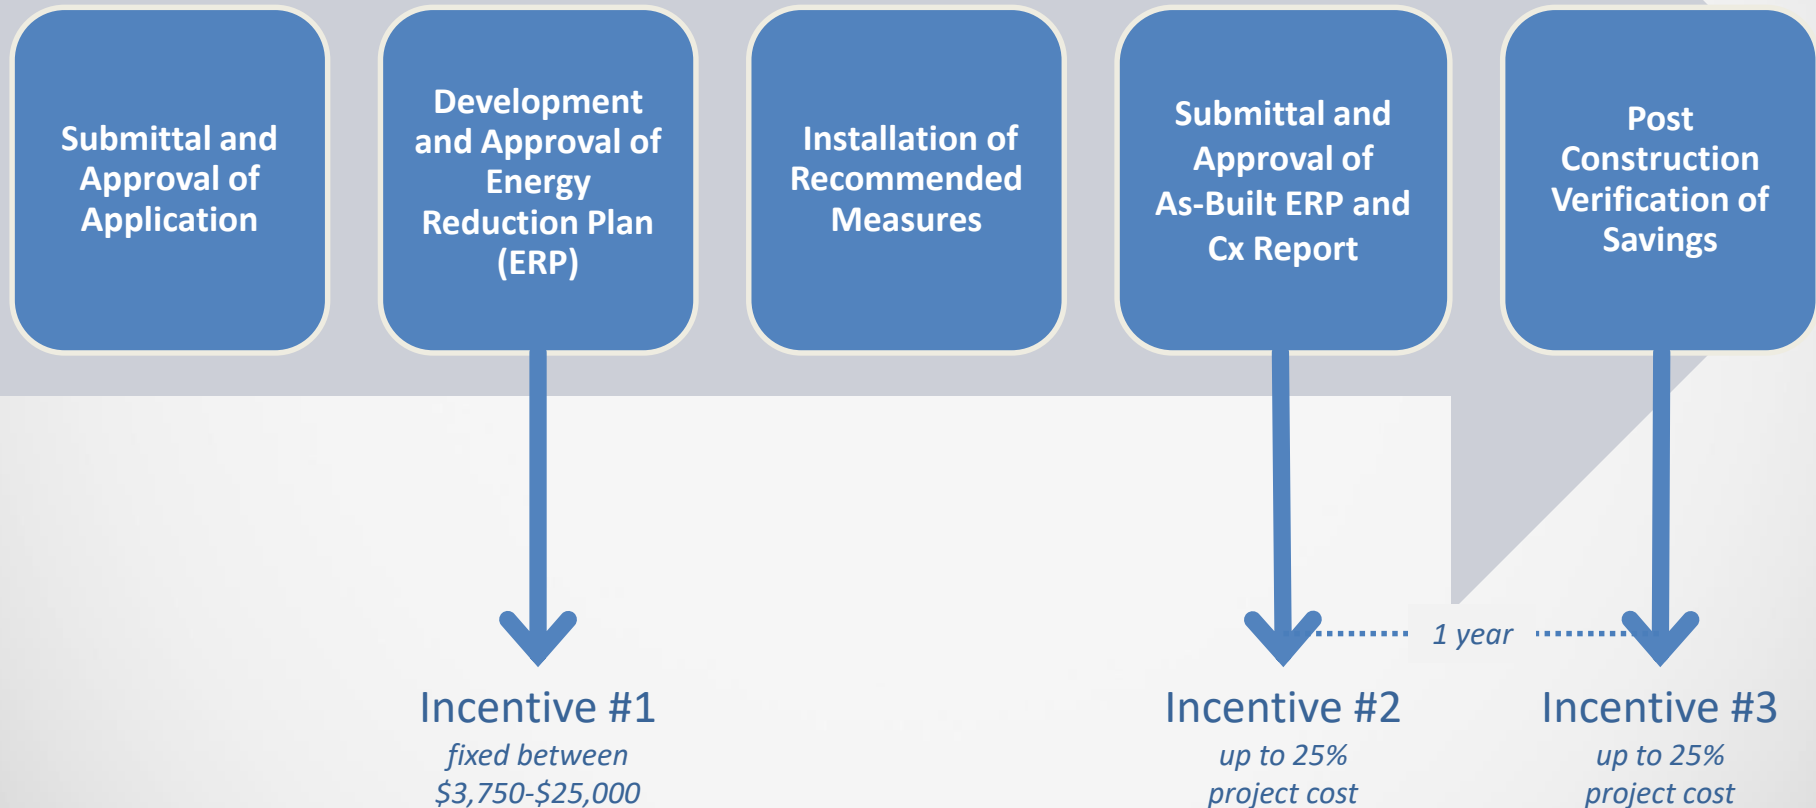 Submittal and
Approval of
Application
Development
and Approval of
Energy
Reduction Plan
(ERP)
Installation of
Recommended
Measures
Submittal and
Approval of
As-Built ERP and
Cx Report
Post
Construction
Verification of
Savings
1 year
Incentive #1
fixed between
$3,750-$25,000
Incentive #2
up to 25%
project cost
Incentive #3
up to 25%
project cost